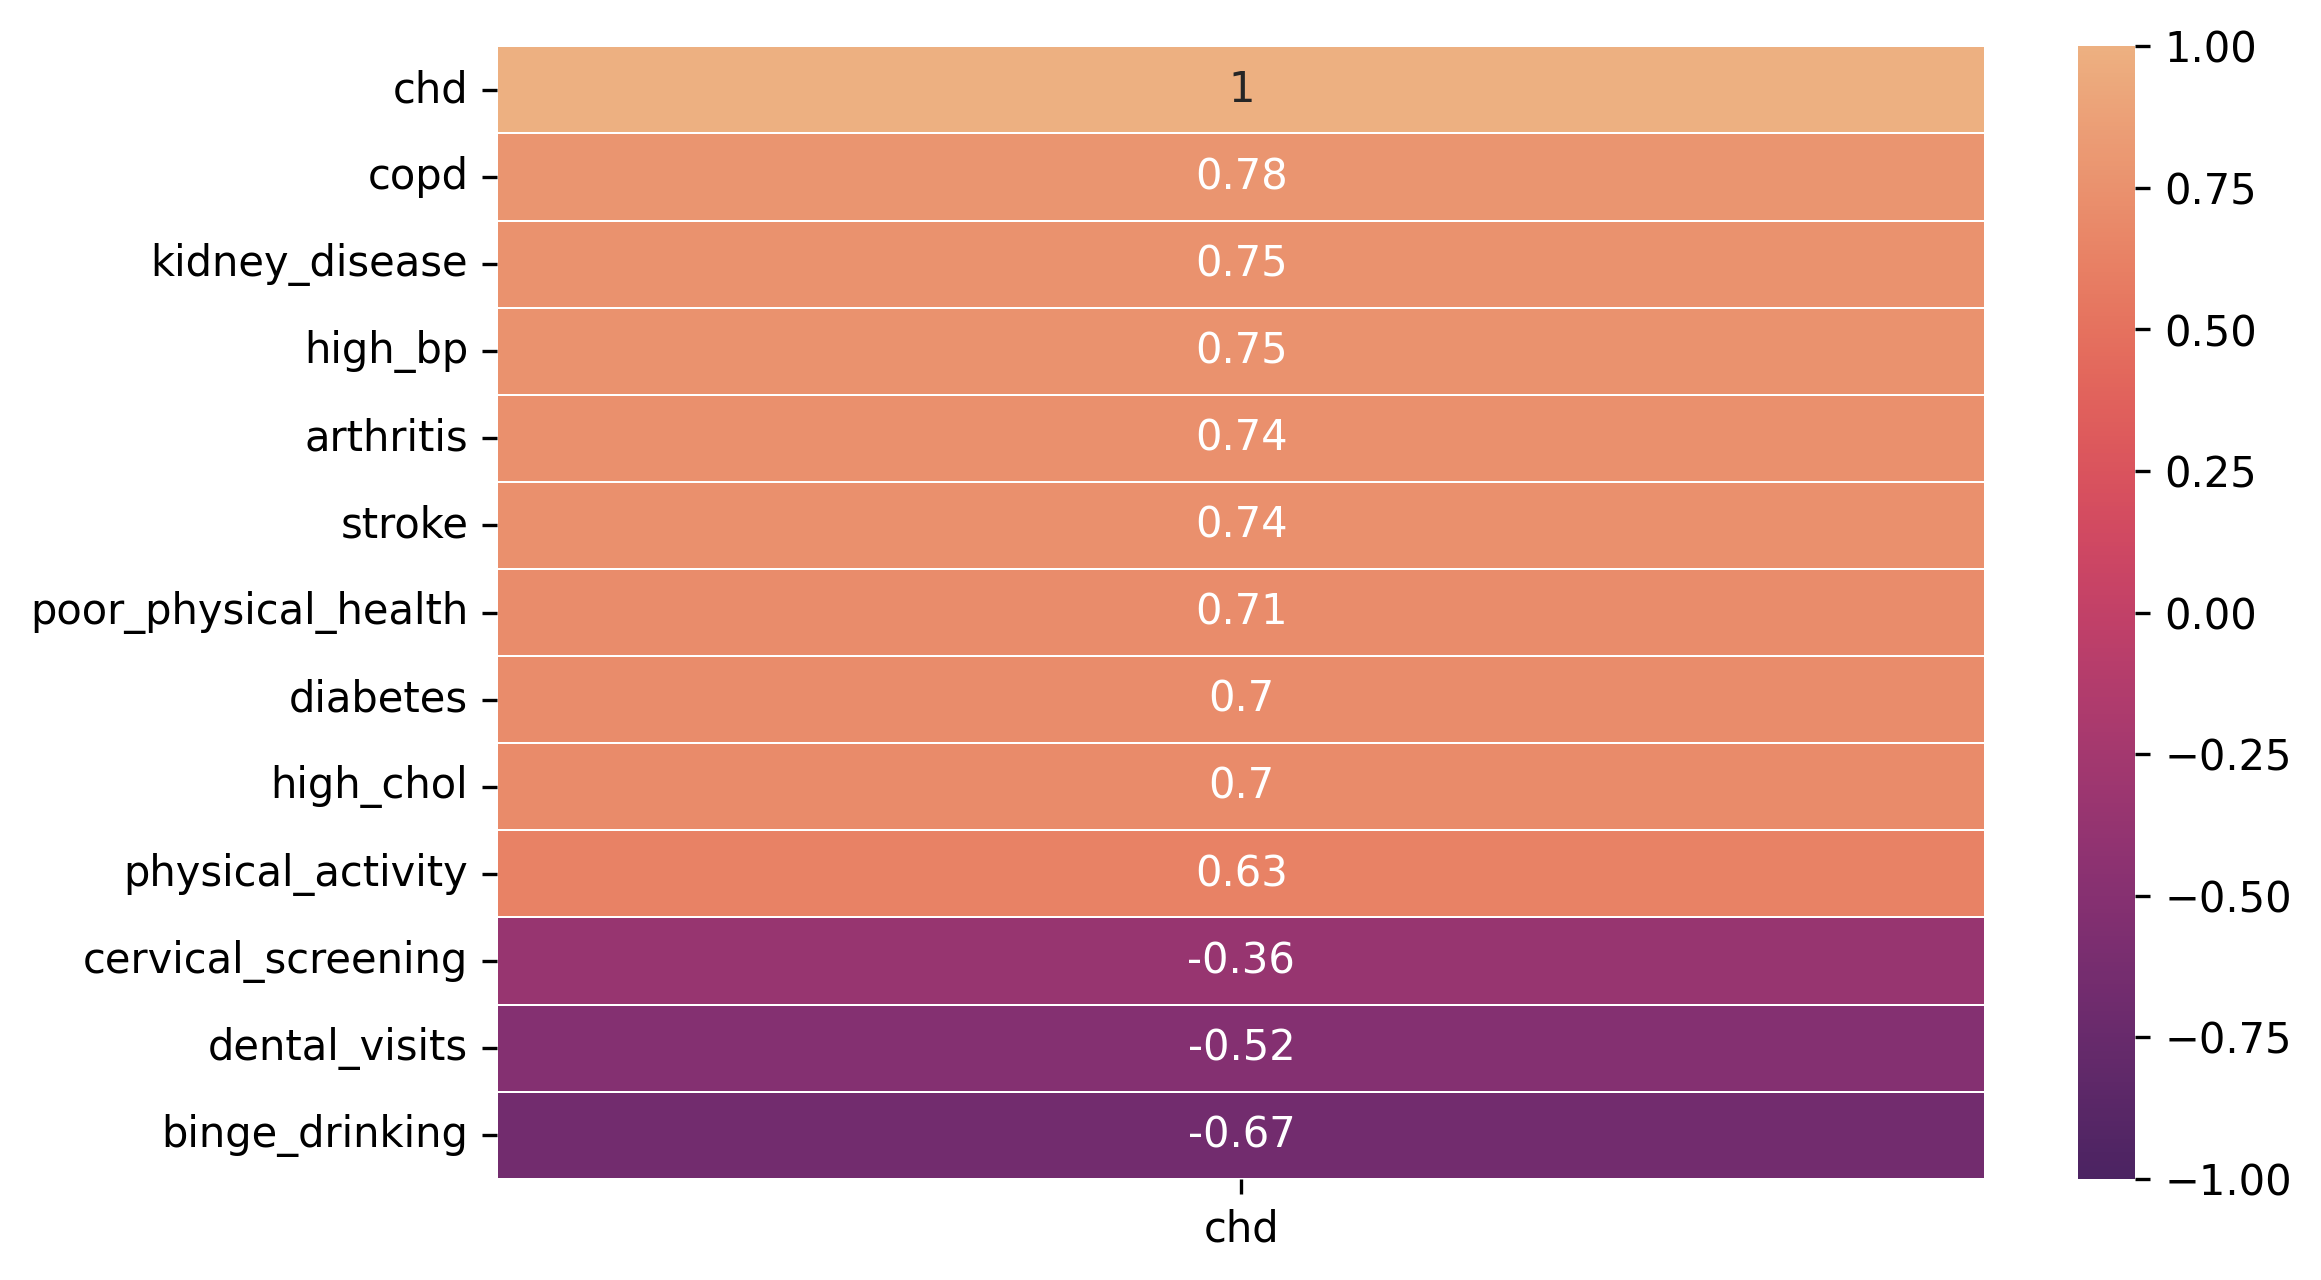 chd 1
copd 0.78
kidney_disease 0.75
high_bp 0.75
arthritis 0.74
stroke 0.74
poor_physical_health 0.71
diabetes 0.7
high_chol 0.7
physical_activity 0.63
cervical_screening -0.36
dental_visits -0.52
binge_drinking -0.67
chd
1.00
0.75
0.50
0.25
0.00
−0.25
−0.50
−0.75
−1.00